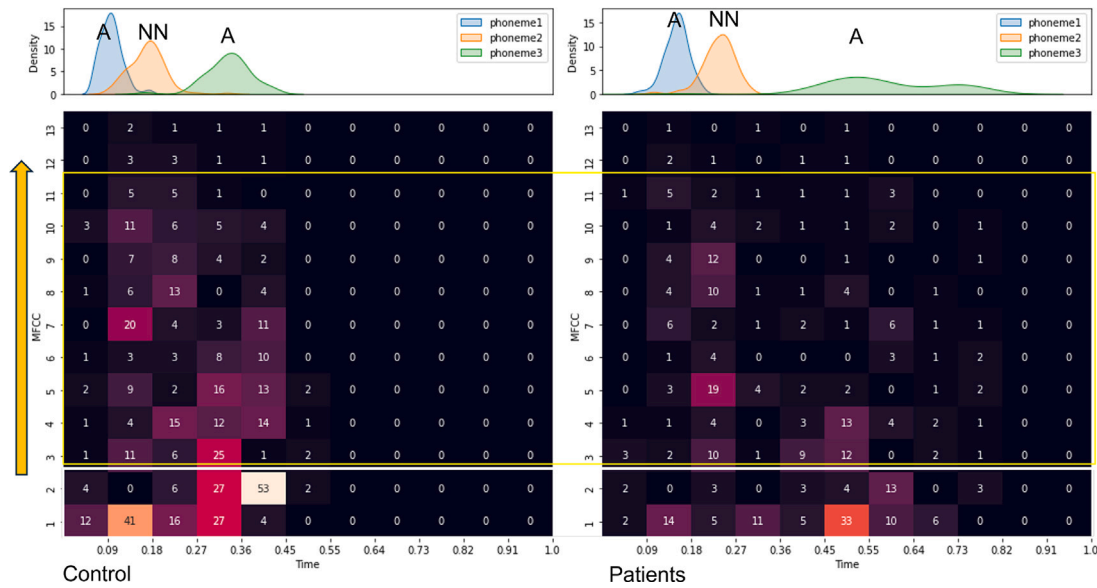 A NN A
Density
15
10
5
0
phoneme1
phoneme2
phoneme3
MFCC
13 0 2 1 1 1 0 0 0 0 0 0
12 0 3 3 1 1 0 0 0 0 0 0
11 0 5 5 1 0 0 0 0 0 0 0
10 3 11 6 5 4 0 0 0 0 0 0
9 0 7 8 4 2 0 0 0 0 0 0
8 1 6 13 0 4 0 0 0 0 0 0
7 0 20 4 3 11 0 0 0 0 0 0
6 1 3 3 8 10 0 0 0 0 0 0
5 2 9 2 16 13 2 0 0 0 0 0
4 1 4 15 12 14 1 0 0 0 0 0
3 1 11 6 25 1 2 0 0 0 0 0
2 4 0 6 27 53 2 0 0 0 0 0
1 12 41 16 27 4 0 0 0 0 0 0
0.09 0.18 0.27 0.36 0.45 0.55 0.64 0.73 0.82 0.91 1.0
Time
Control
A NN A
Density
15
10
5
0
phoneme1
phoneme2
phoneme3
MFCC
13 0 1 0 1 0 1 0 0 0 0 0
12 0 2 1 0 1 1 0 0 0 0 0
11 1 5 2 1 1 1 3 0 0 0 0
10 0 1 4 2 1 1 2 0 1 0 0
9 0 4 12 0 0 1 0 0 1 0 0
8 0 4 10 1 1 4 0 1 0 0 0
7 0 6 2 1 2 1 6 1 1 0 0
6 0 1 4 0 0 0 3 1 2 0 0
5 0 3 19 4 2 2 0 1 2 0 0
4 1 1 4 0 3 13 4 2 1 0 0
3 3 2 10 1 9 12 0 2 1 0 0
2 2 0 3 0 3 4 13 0 3 0 0
1 2 14 5 11 5 33 10 6 0 0 0
0.09 0.18 0.27 0.36 0.45 0.55 0.64 0.73 0.82 0.91 1.0
Time
Patients